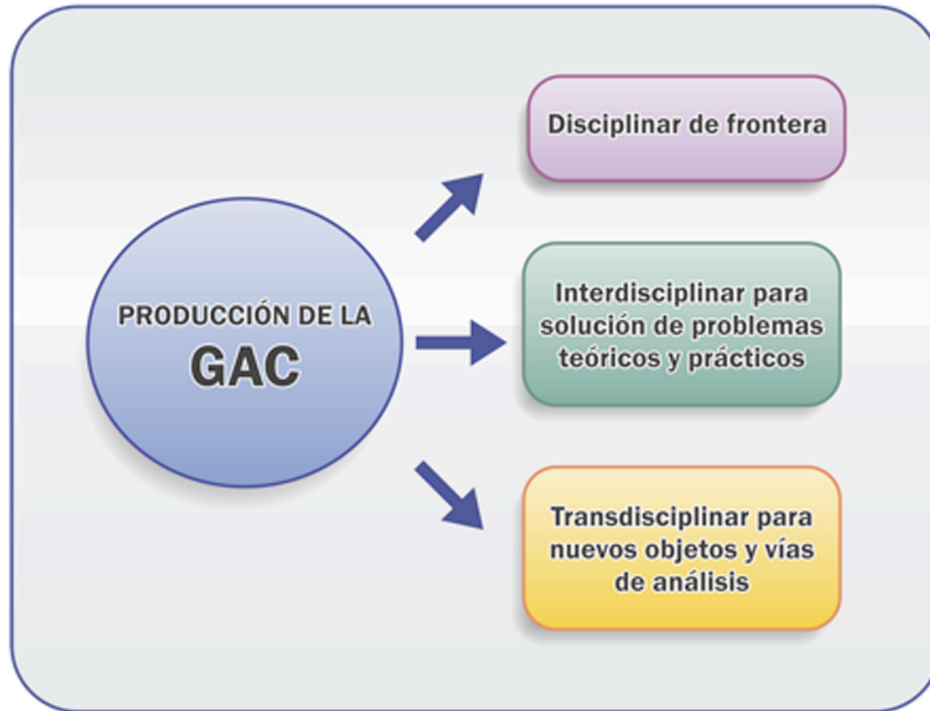 PRODUCCIÓN DE LA
GAC
Disciplinar de frontera
Interdisciplinar para
solución de problemas
teóricos y prácticos
Transdisciplinar para
nuevos objetos y vías
de análisis